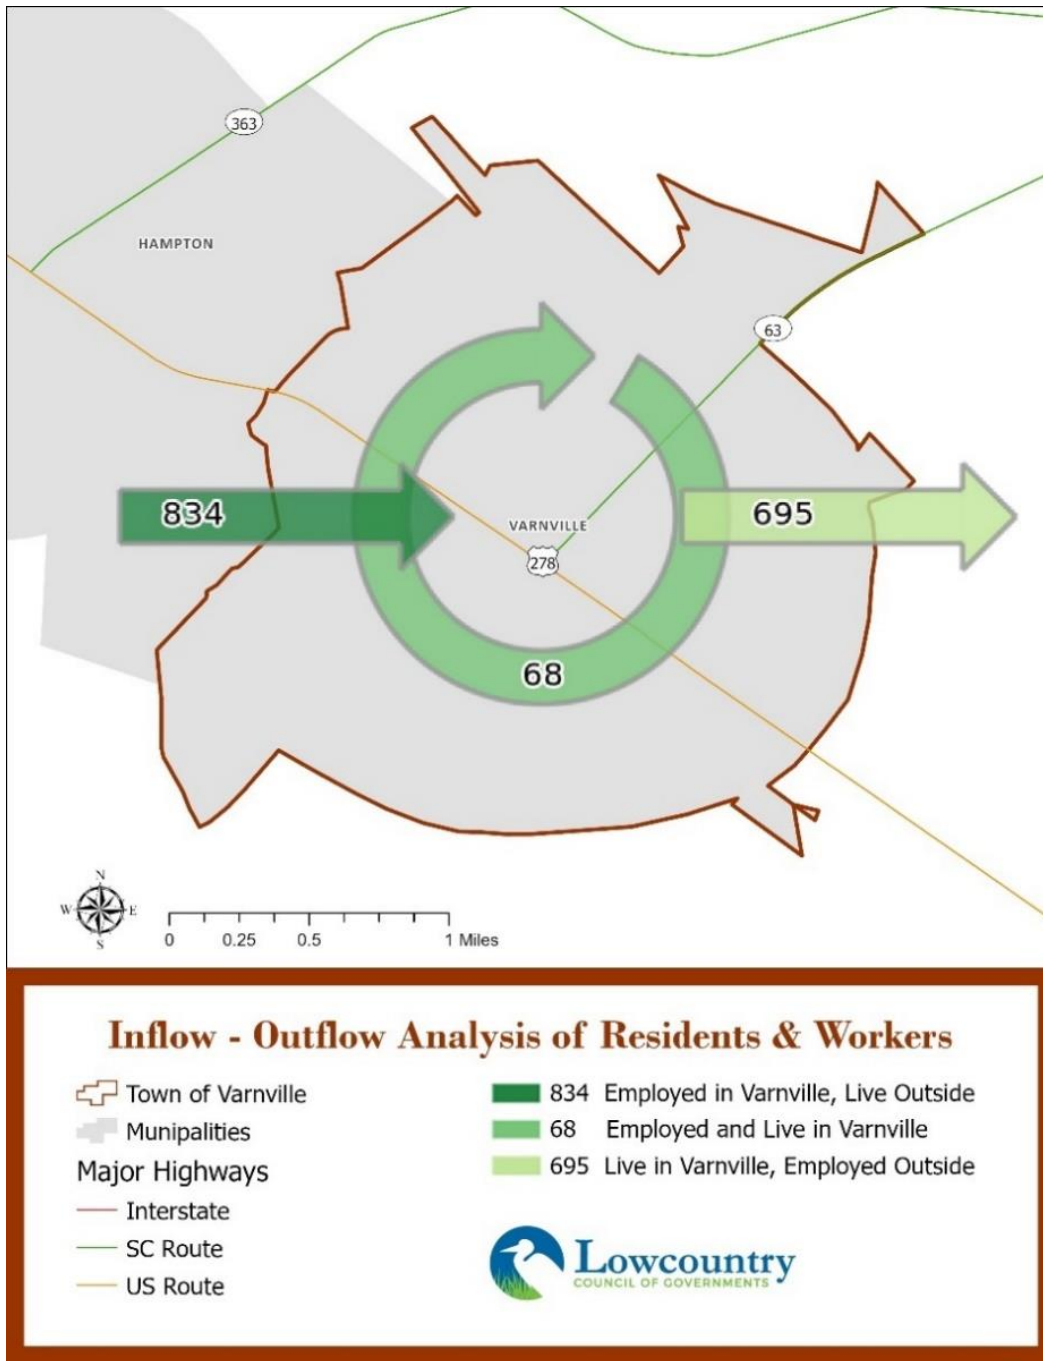 363
HAMPTON
63
834
695
VARNVILLE
278
68
N
W E
S
0 0.25 0.5 1 Miles
Inflow - Outflow Analysis of Residents & Workers
Town of Varnville
Munipalities
Major Highways
Interstate
SC Route
US Route
834 Employed in Varnville, Live Outside
68 Employed and Live in Varnville
695 Live in Varnville, Employed Outside
Lowcountry
COUNCIL OF GOVERNMENTS